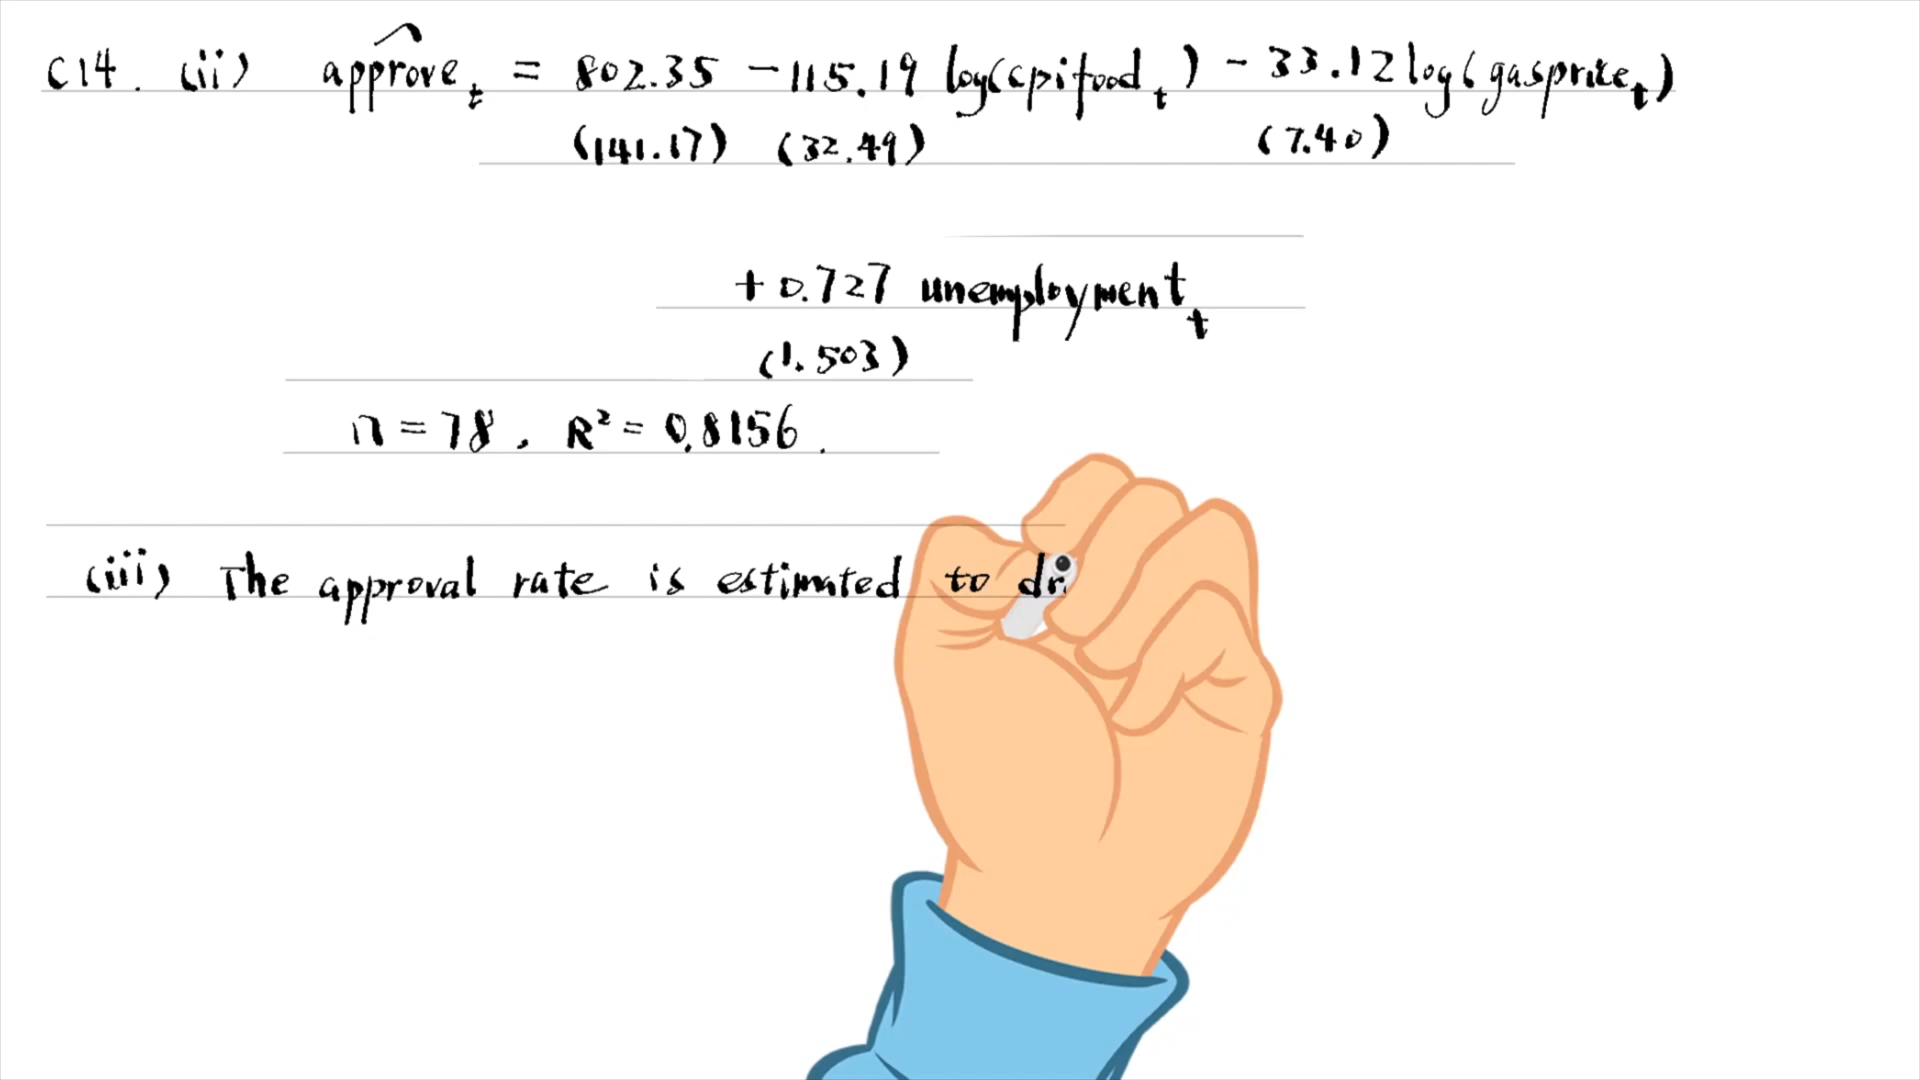 C14. (ii) approvê_t = 802.35 - 115.19 log(cpifood_t) - 33.12 log(gasprice_t)
(141.17) (32.49) (7.40)
+ 0.727 unemployment_t
(1.503)
n = 78, R² = 0.8156.
(iii) The approval rate is estimated to